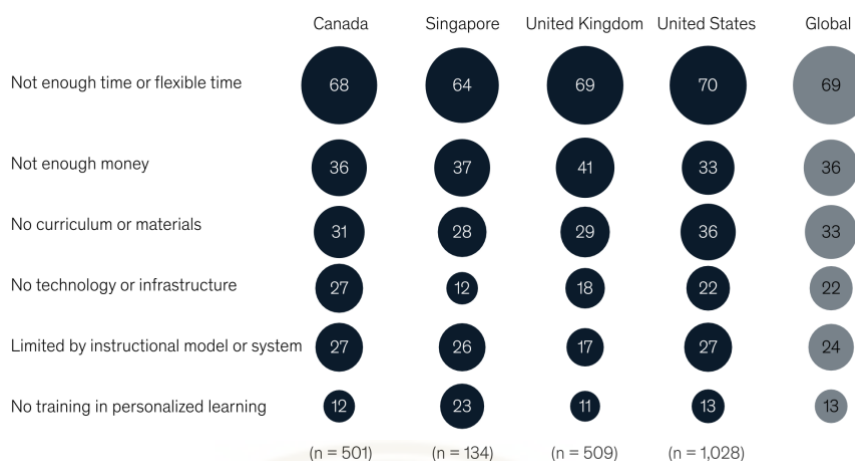 Canada Singapore United Kingdom United States Global
Not enough time or flexible time 68 64 69 70 69
Not enough money 36 37 41 33 36
No curriculum or materials 31 28 29 36 33
No technology or infrastructure 27 12 18 22 22
Limited by instructional model or system 27 26 17 27 24
No training in personalized learning 12 23 11 13 13
(n = 501) (n = 134) (n = 509) (n = 1,028)